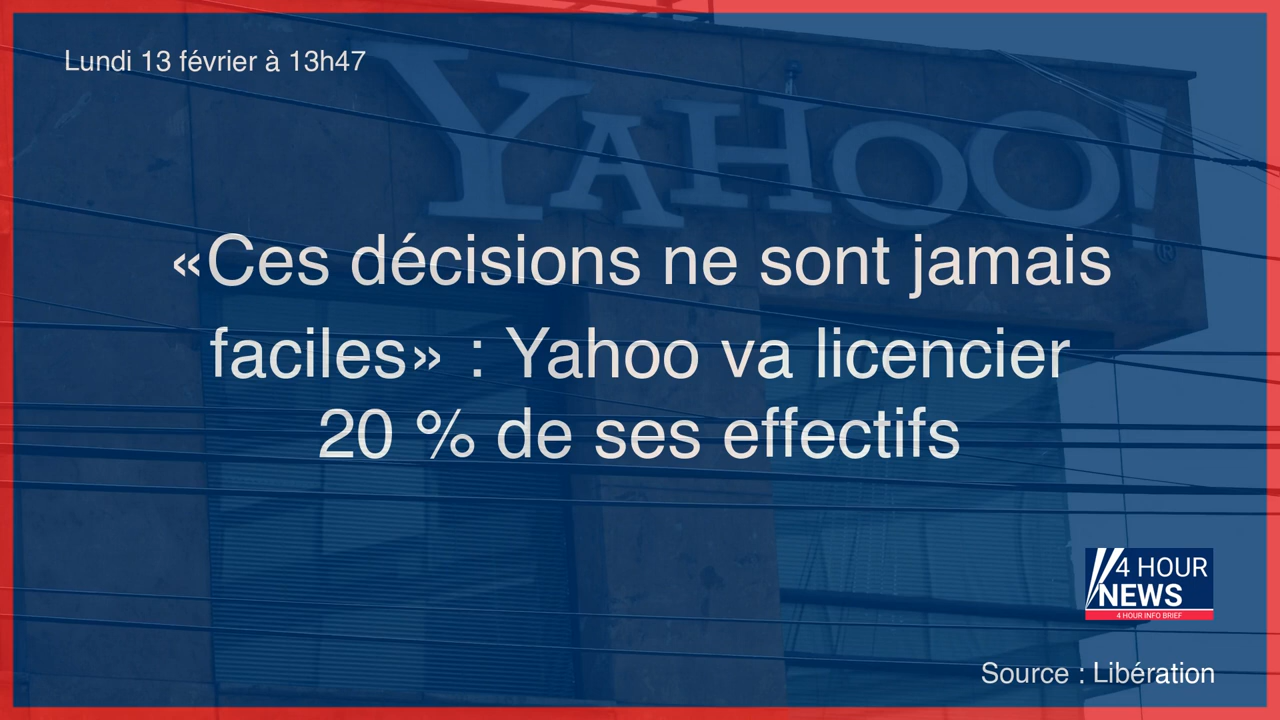 Lundi 13 février à 13h47
YAHOO!
®
«Ces décisions ne sont jamais
faciles» : Yahoo va licencier
20 % de ses effectifs
4 HOUR
NEWS
4 HOUR INFO BRIEF
Source : Libération